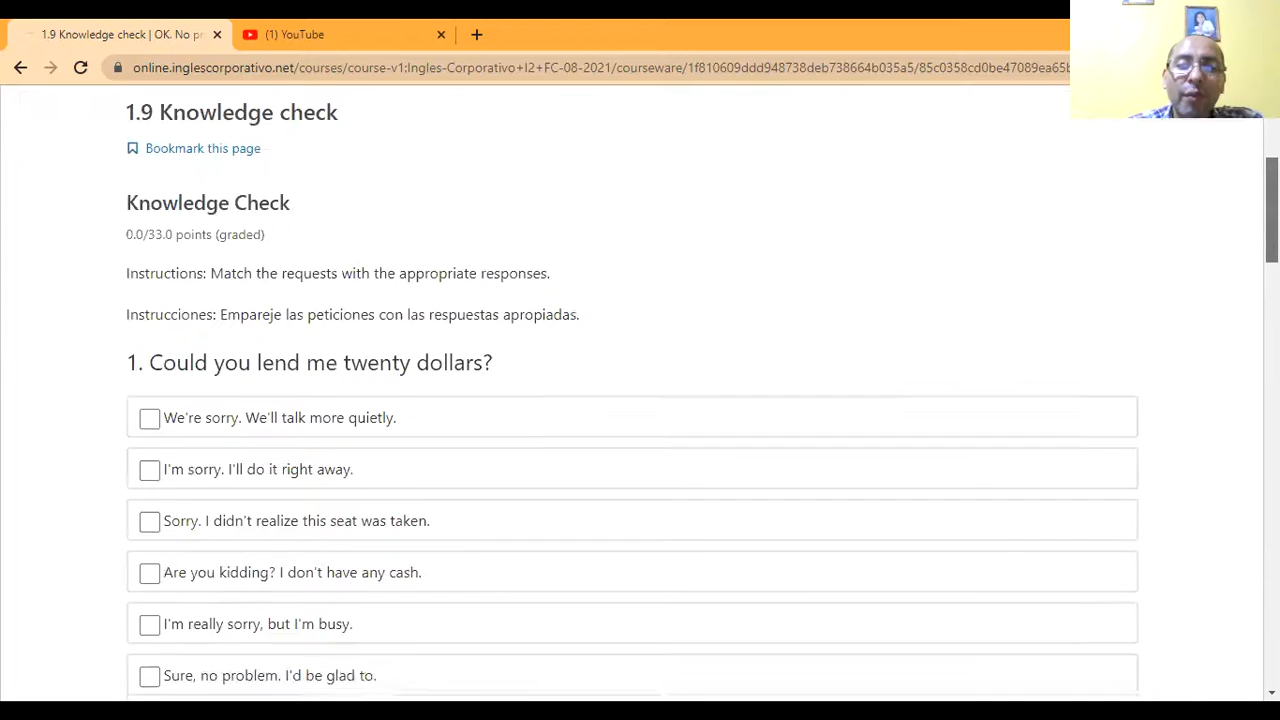 1.9 Knowledge check | OK. No pr
(1) YouTube
online.inglescorporativo.net/courses/course-v1:Ingles-Corporativo+I2+FC-08-2021/courseware/1f810609ddd948738deb738664b035a5/85c0358cd0be47089ea65b
1.9 Knowledge check
Bookmark this page
Knowledge Check
0.0/33.0 points (graded)
Instructions: Match the requests with the appropriate responses.
Instrucciones: Empareje las peticiones con las respuestas apropiadas.
1. Could you lend me twenty dollars?
We're sorry. We'll talk more quietly.
I'm sorry. I'll do it right away.
Sorry. I didn't realize this seat was taken.
Are you kidding? I don't have any cash.
I'm really sorry, but I'm busy.
Sure, no problem. I'd be glad to.